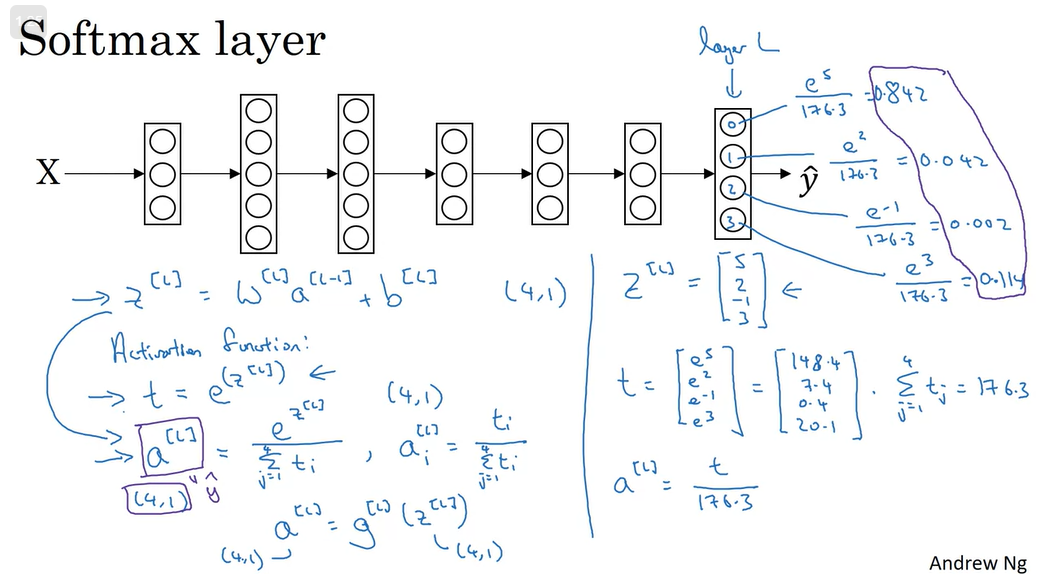 Softmax layer
layer L
X
0
1
2
3
ŷ
e^5 / 176.3 = 0.842
e^2 / 176.3 = 0.042
e^-1 / 176.3 = 0.002
e^3 / 176.3 = 0.114
→ z^[L] = W^[L] a^[L-1] + b^[L] (4,1)
Activation function:
→ t = e^(z^[L]) ← (4,1)
→ a^[L] = e^z^[L] / ∑_{j=1}^4 t_i , a_i^[L] = t_i / ∑_{j=1}^4 t_i
(4,1) ŷ
a^[L] = g^[L] (z^[L])
(4,1) (4,1)
z^[L] = [5 2 -1 3] ←
t = [e^5 e^2 e^-1 e^3] = [148.4 7.4 0.4 20.1] . ∑_{j=1}^4 t_j = 176.3
a^[L] = t / 176.3
Andrew Ng